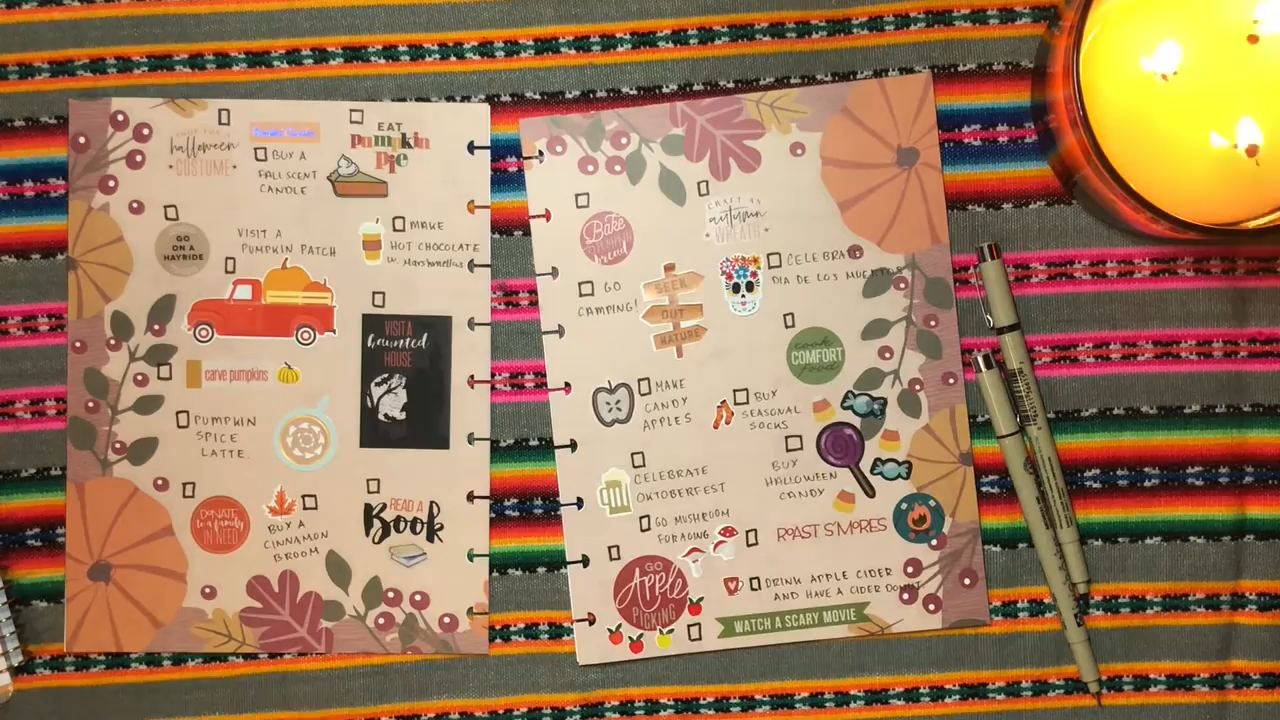 halloween
COSTUME
BUY A
FALL SCENT
CANDLE
EAT
pumpkin
pie
GO
ON A
HAYRIDE
VISIT A
PUMPKIN PATCH
MAKE
HOT CHOCOLATE
W. Marshmellows
VISIT A
haunted
HOUSE
carve pumpkins
PUMPKIN
SPICE
LATTE.
DONATE
to a family
IN NEED
BUY A
CINNAMON
BROOM
READ A
Book
Bake
bread
CRAFT AN
autumn
WREATH
GO
CAMPING!
SEEK
OUT
NATURE
CELEBRATE
DIA DE LOS MUERTOS
cook
COMFORT
food
MAKE
CANDY
APPLES
BUY
SEASONAL
SOCKS
CELEBRATE
OKTOBERFEST
BUY
HALLOWEEN
CANDY
GO MUSHROOM
FORAGING
ROAST S'MORES
GO
Apple
PICKING
DRINK APPLE CIDER
AND HAVE A CIDER DONUT
WATCH A SCARY MOVIE